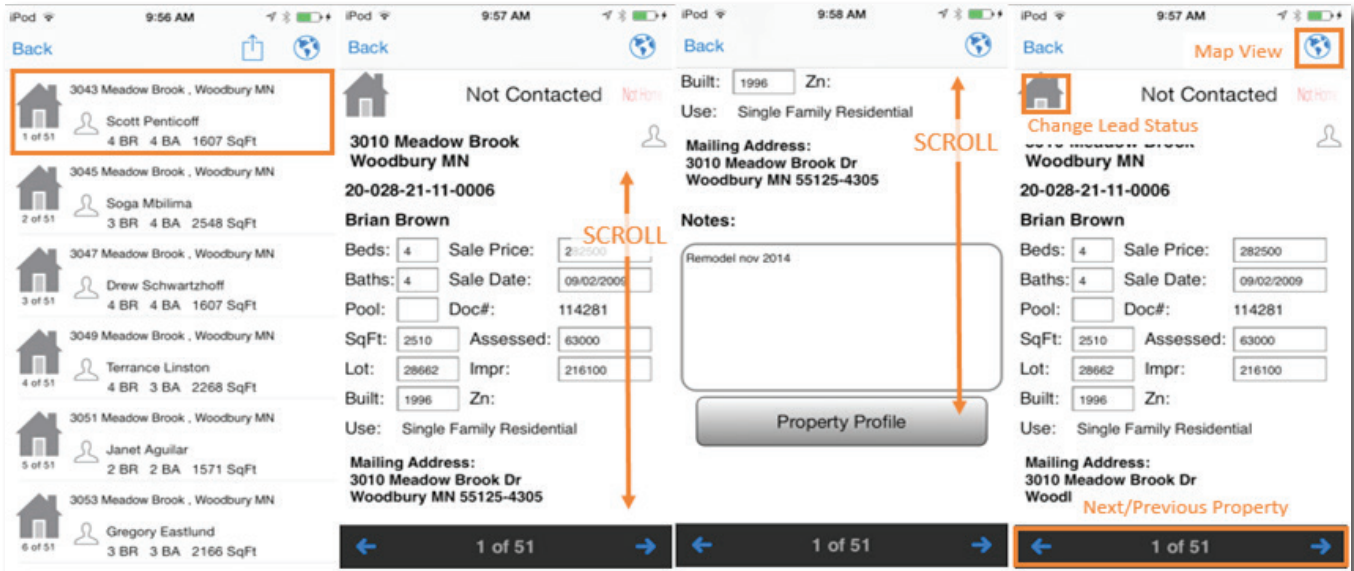 iPod 9:56 AM
Back
3043 Meadow Brook , Woodbury MN
Scott Penticoff
1 of 51
4 BR 4 BA 1607 SqFt
3045 Meadow Brook , Woodbury MN
Soga Mbilima
2 of 51
3 BR 4 BA 2548 SqFt
3047 Meadow Brook , Woodbury MN
Drew Schwartzhoff
3 of 51
4 BR 4 BA 1607 SqFt
3049 Meadow Brook , Woodbury MN
Terrance Linston
4 of 51
4 BR 3 BA 2268 SqFt
3051 Meadow Brook , Woodbury MN
Janet Aguilar
5 of 51
2 BR 2 BA 1571 SqFt
3053 Meadow Brook , Woodbury MN
Gregory Eastlund
6 of 51
3 BR 3 BA 2166 SqFt
iPod 9:57 AM
Back
Not Contacted Not Home
3010 Meadow Brook
Woodbury MN
20-028-21-11-0006
Brian Brown
SCROLL
Beds: 4 Sale Price: 282500
Baths: 4 Sale Date: 09/02/2009
Pool: Doc#: 114281
SqFt: 2510 Assessed: 63000
Lot: 28662 Impr: 216100
Built: 1996 Zn:
Use: Single Family Residential
Mailing Address:
3010 Meadow Brook Dr
Woodbury MN 55125-4305
1 of 51
iPod 9:58 AM
Back
Built: 1996 Zn:
Use: Single Family Residential
SCROLL
Mailing Address:
3010 Meadow Brook Dr
Woodbury MN 55125-4305
Notes:
Remodel nov 2014
Property Profile
1 of 51
iPod 9:57 AM
Back Map View
Not Contacted Not Home
Change Lead Status
3010 Meadow Brook
Woodbury MN
20-028-21-11-0006
Brian Brown
Beds: 4 Sale Price: 282500
Baths: 4 Sale Date: 09/02/2009
Pool: Doc#: 114281
SqFt: 2510 Assessed: 63000
Lot: 28662 Impr: 216100
Built: 1996 Zn:
Use: Single Family Residential
Mailing Address:
3010 Meadow Brook Dr
Woodl
Next/Previous Property
1 of 51